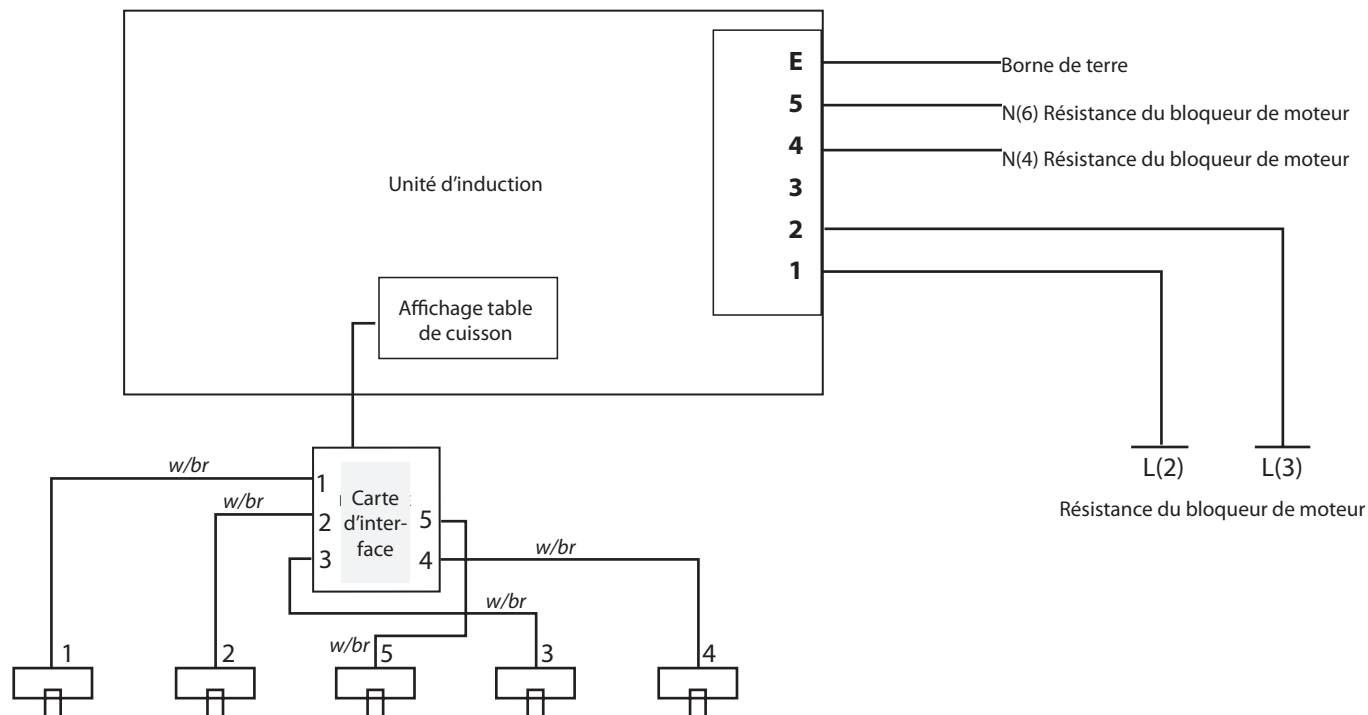 E
Borne de terre
5
N(6) Résistance du bloqueur de moteur
4
N(4) Résistance du bloqueur de moteur
Unité d'induction
3
2
1
Affichage table
de cuisson
L(2)
L(3)
Résistance du bloqueur de moteur
w/br
1
Carte
w/br
2
d'inter-
5
face
3
4
w/br
w/br
w/br
1
2
5
3
4